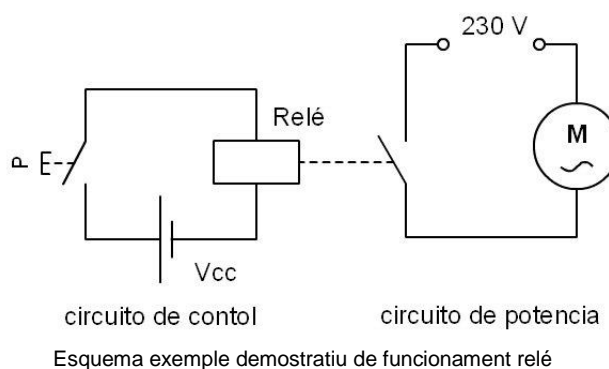 230 V
Relé
M
P
Vcc
circuito de contol
circuito de potencia
Esquema exemple demostratiu de funcionament relé